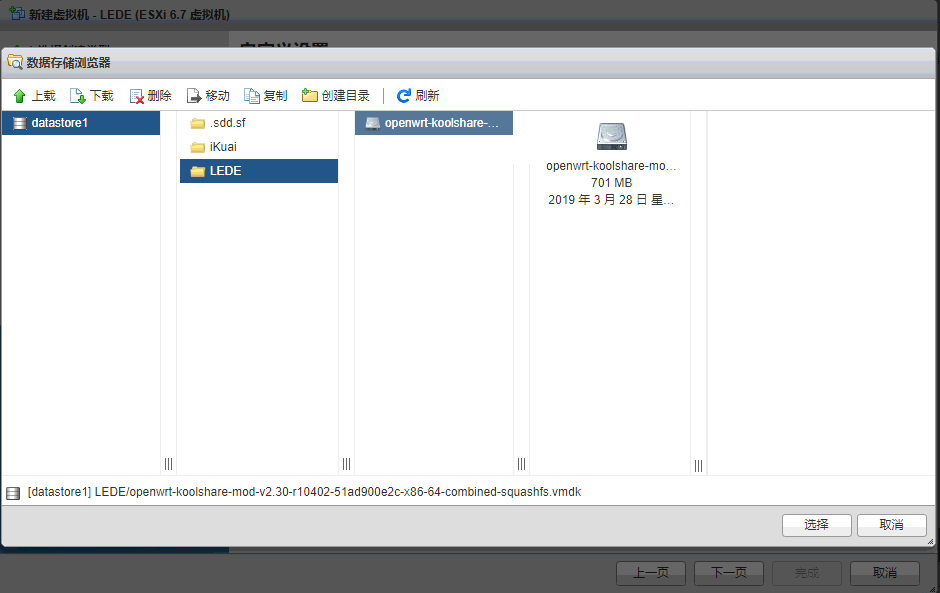 新建虚拟机 - LEDE (ESXi 6.7 虚拟机)
数据存储浏览器
上载 下载 删除 移动 复制 创建目录 刷新
datastore1 .sdd.sf openwrt-koolshare-...
iKuai
LEDE
openwrt-koolshare-mo...
701 MB
2019 年 3 月 28 日 星...
[datastore1] LEDE/openwrt-koolshare-mod-v2.30-r10402-51ad900e2c-x86-64-combined-squashfs.vmdk
选择 取消
上一页 下一页 完成 取消